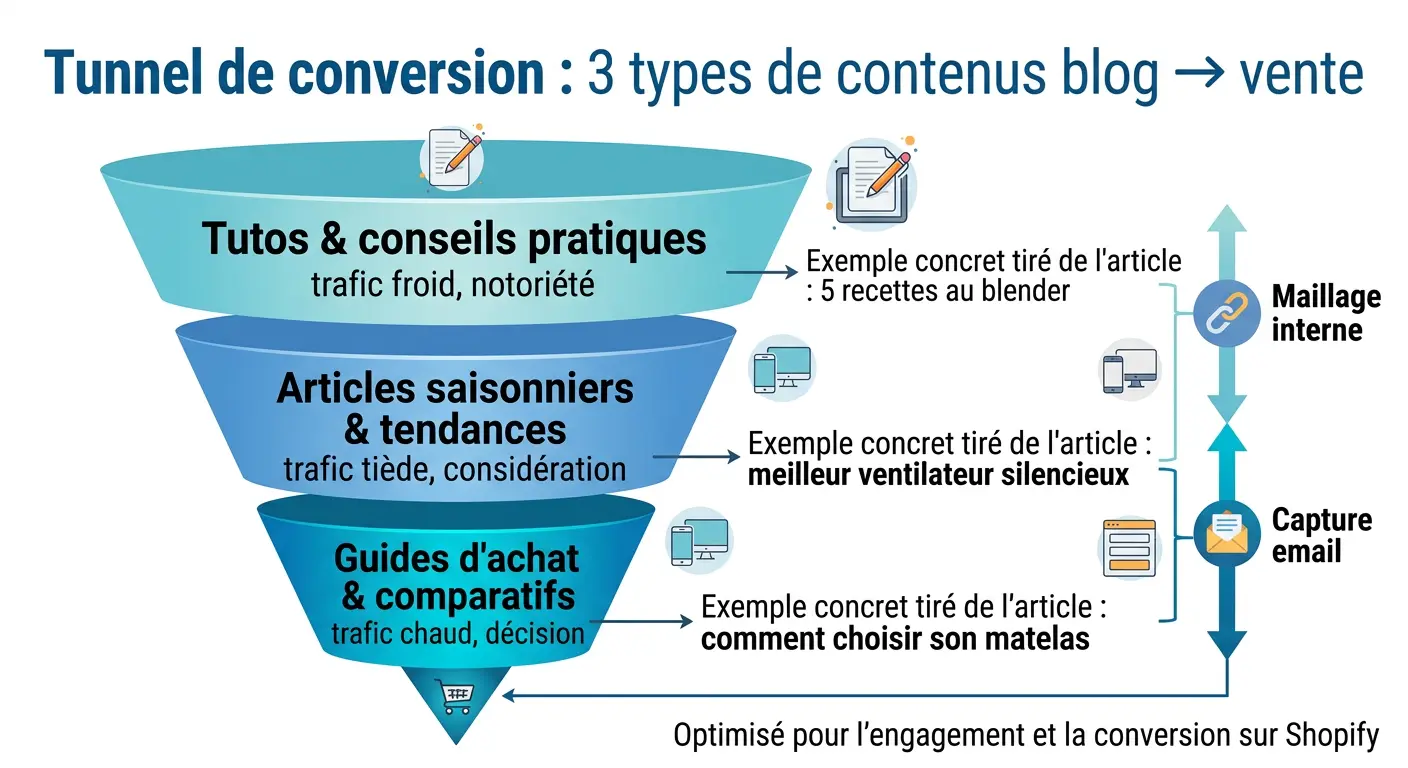 Tunnel de conversion : 3 types de contenus blog → vente
Tutos & conseils pratiques
trafic froid, notoriété
Exemple concret tiré de l'article
: 5 recettes au blender
Maillage
interne
Articles saisonniers
& tendances
trafic tiède, considération
Exemple concret tiré de l'article :
meilleur ventilateur silencieux
Capture
email
Guides d'achat
& comparatifs
trafic chaud, décision
Exemple concret tiré de l’article :
comment choisir son matelas
Optimisé pour l’engagement et la conversion sur Shopify